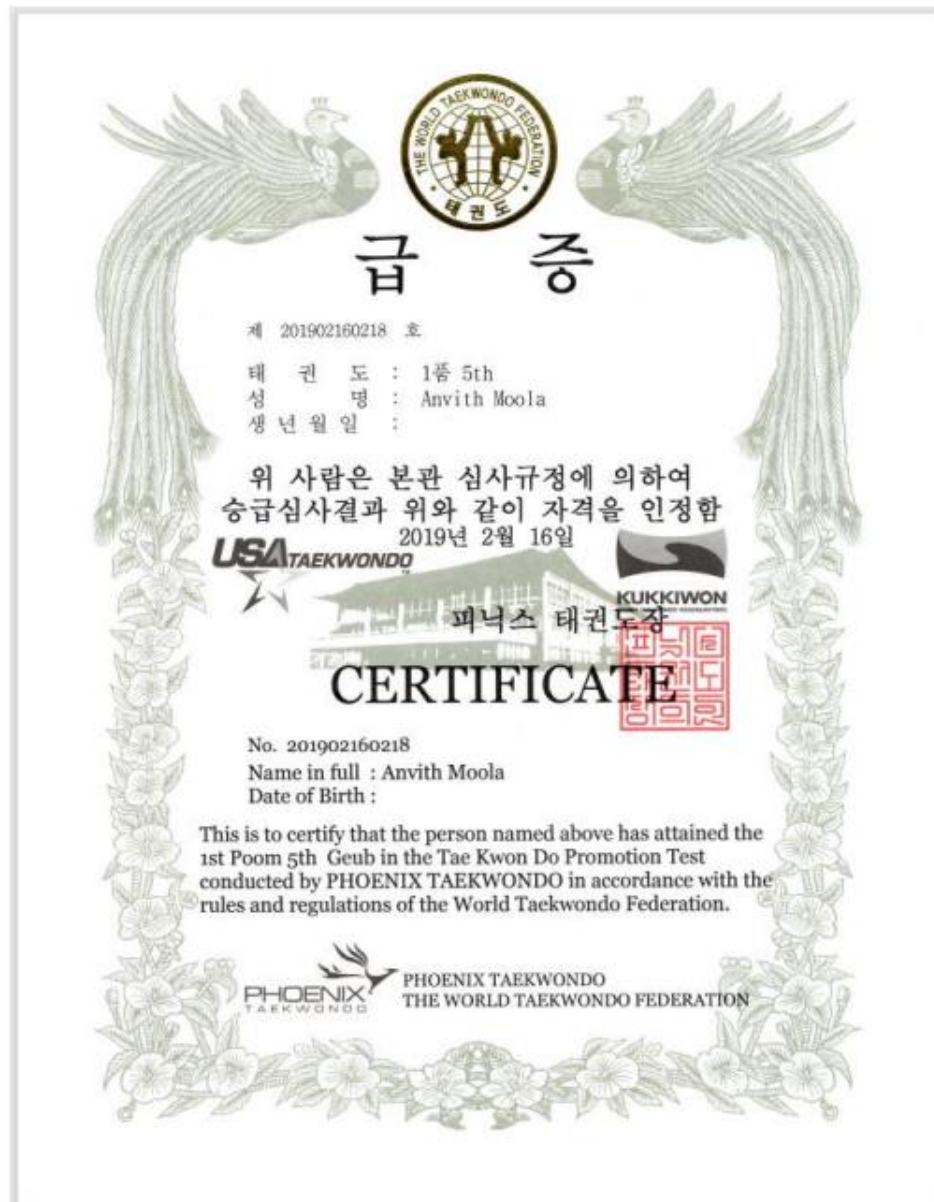 THE WORLD TAEKWONDO FEDERATION
태권도
급 증
제 201902160218 호
태 권 도 : 1품 5th
성 명 : Anvith Moola
생 년 월 일 :
위 사람은 본관 심사규정에 의하여
승급심사결과 위와 같이 자격을 인정함
2019년 2월 16일
USA TAEKWONDO
KUKKIWON
피닉스 태권도장
CERTIFICATE
No. 201902160218
Name in full : Anvith Moola
Date of Birth :
This is to certify that the person named above has attained the
1st Poom 5th Geub in the Tae Kwon Do Promotion Test
conducted by PHOENIX TAEKWONDO in accordance with the
rules and regulations of the World Taekwondo Federation.
PHOENIX
TAEKWONDO
PHOENIX TAEKWONDO
THE WORLD TAEKWONDO FEDERATION